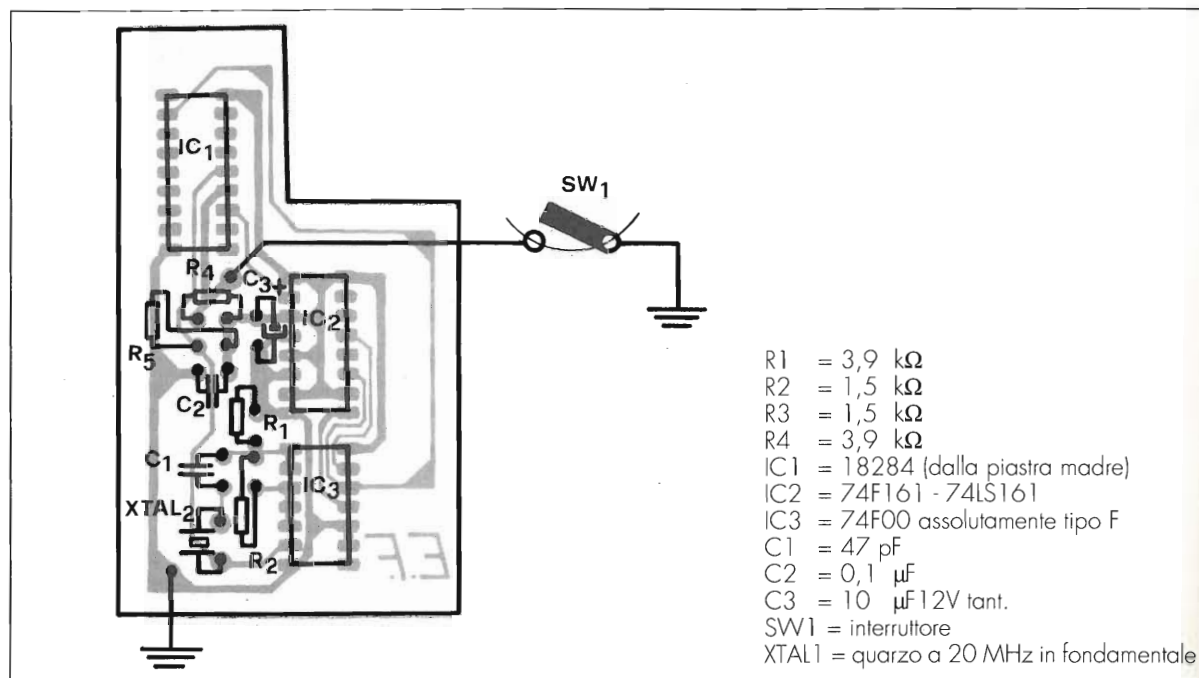 IC1
SW1
R4
C3+
IC2
R5
C2
R1
C1
IC3
XTAL2
R2
E.F.
R1 = 3,9 kΩ
R2 = 1,5 kΩ
R3 = 1,5 kΩ
R4 = 3,9 kΩ
IC1 = 18284 (dalla piastra madre)
IC2 = 74F161 - 74LS161
IC3 = 74F00 assolutamente tipo F
C1 = 47 pF
C2 = 0,1 µF
C3 = 10 µF12V tant.
SW1 = interruttore
XTAL1 = quarzo a 20 MHz in fondamentale